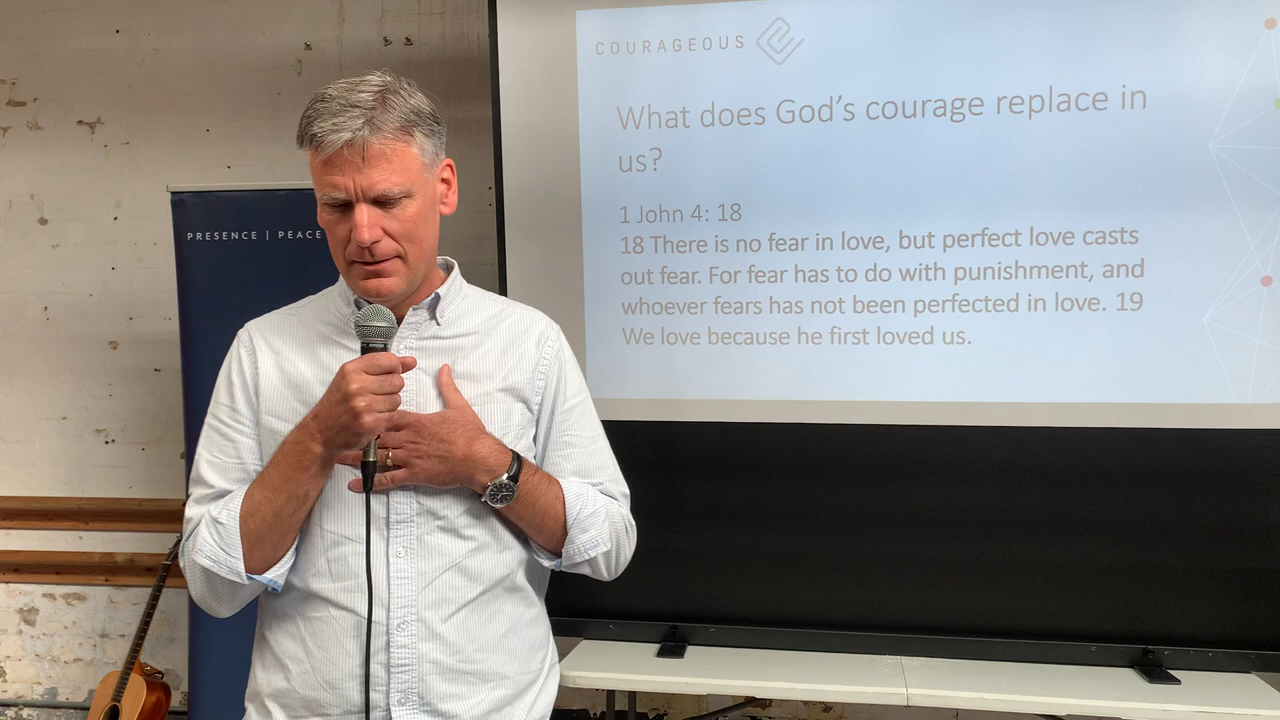 COURAGEOUS
What does God's courage replace in
us?
1 John 4: 18
18 There is no fear in love, but perfect love casts
out fear. For fear has to do with punishment, and
whoever fears has not been perfected in love. 19
We love because he first loved us.
PRESENCE | PEACE